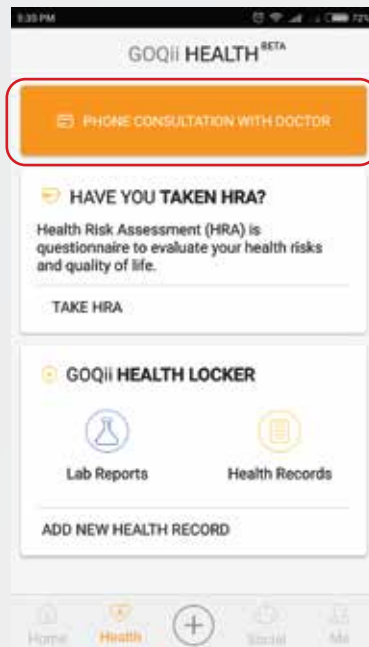 5:35 PM 72%
GOQii HEALTH BETA
PHONE CONSULTATION WITH DOCTOR
HAVE YOU TAKEN HRA?
Health Risk Assessment (HRA) is
questionnaire to evaluate your health risks
and quality of life.
TAKE HRA
GOQii HEALTH LOCKER
Lab Reports Health Records
ADD NEW HEALTH RECORD
Home Health Social Me